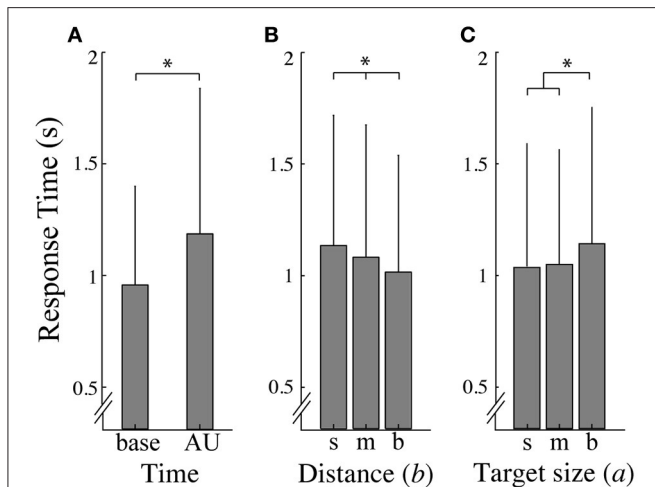 A B C
2 2 2
* * *
1.5 1.5 1.5
Response Time (s)
1 1 1
0.5 0.5 0.5
base AU s m b s m b
Time Distance (b) Target size (a)